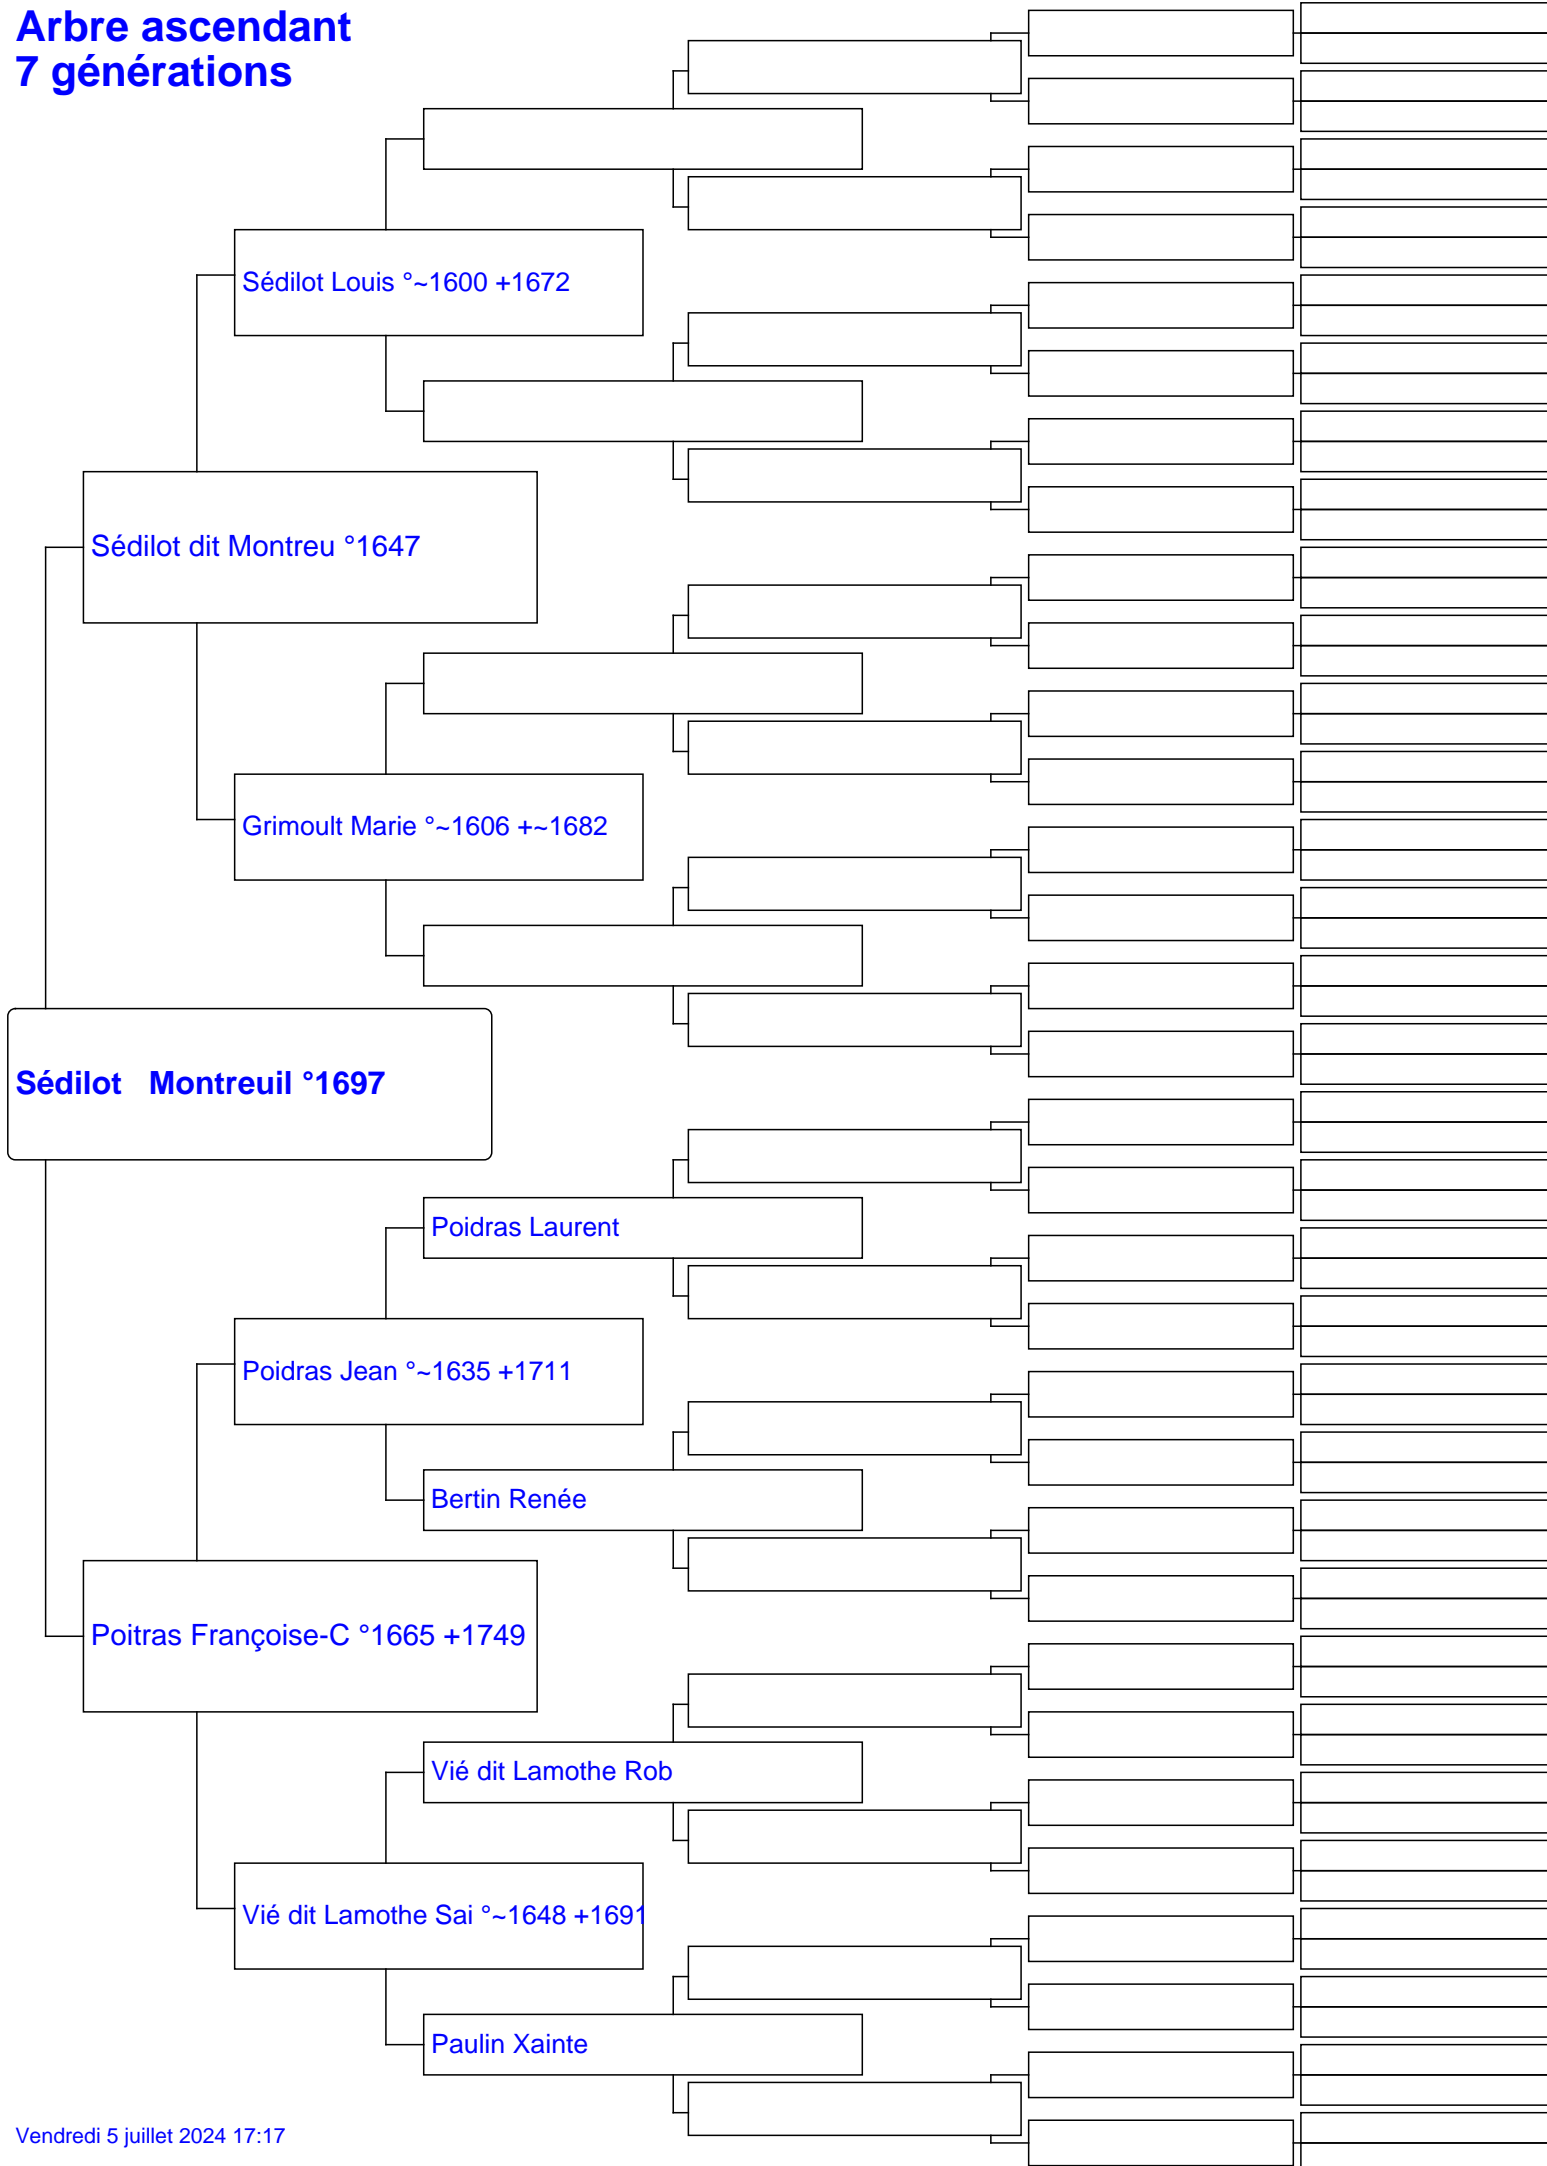 Arbre ascendant
7 générations
Sédilot Louis °~1600 +1672
Sédilot dit Montreu °1647
Grimoult Marie °~1606 +~1682
Sédilot   Montreuil °1697
Poidras Laurent
Poidras Jean °~1635 +1711
Bertin Renée
Poitras Françoise-C °1665 +1749
Vié dit Lamothe Rob
Vié dit Lamothe Sai °~1648 +1691
Paulin Xainte
Vendredi 5 juillet 2024 17:17